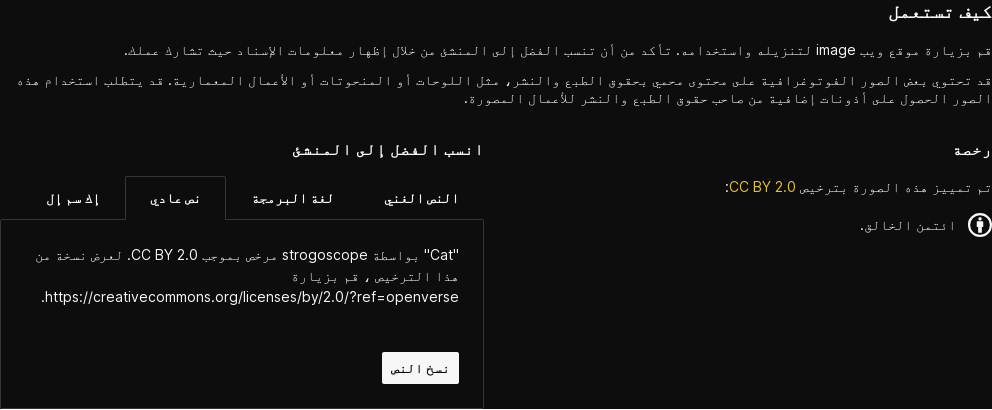 كيف تستعمل
قم بزيارة موقع ويب image لتنزيله واستخدامه. تأكد من أن تنسب الفضل إلى المنشئ من خلال إظهار معلومات الإسناد حيث تشارك عملك.
قد تحتوي بعض الصور الفوتوغرافية على محتوى محمي بحقوق الطبع والنشر، مثل اللوحات أو المنحوتات أو الأعمال المعمارية. قد يتطلب استخدام هذه
الصور الحصول على أذونات إضافية من صاحب حقوق الطبع والنشر للأعمال المصورة.
رخصة
تم تمييز هذه الصورة بترخيص CC BY 2.0:
ائتمن الخالق.
انسب الفضل إلى المنشئ
النص الغني
لغة البرمجة
نص عادي
إك سم إل
"Cat" بواسطة strogoscope مرخص بموجب CC BY 2.0. لعرض نسخة من
هذا الترخيص ، قم بزيارة
https://creativecommons.org/licenses/by/2.0/?ref=openverse.
نسخ النص